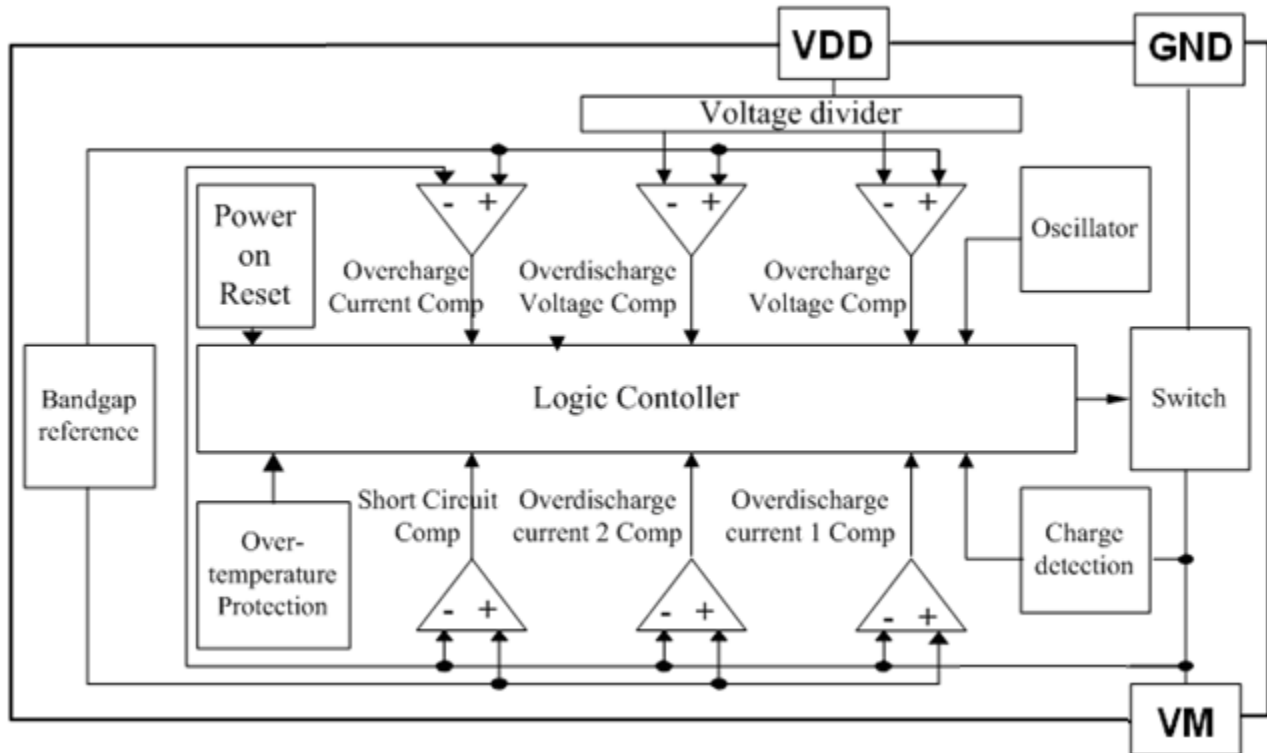 VDD
GND
Voltage divider
- +
- +
- +
Power
on
Reset
Oscillator
Overcharge
Current Comp
Overdischarge
Voltage Comp
Overcharge
Voltage Comp
Bandgap
reference
Logic Contoller
Switch
Over-
temperature
Protection
Short Circuit
Comp
Overdischarge
current 2 Comp
Overdischarge
current 1 Comp
Charge
detection
- +
- +
- +
VM